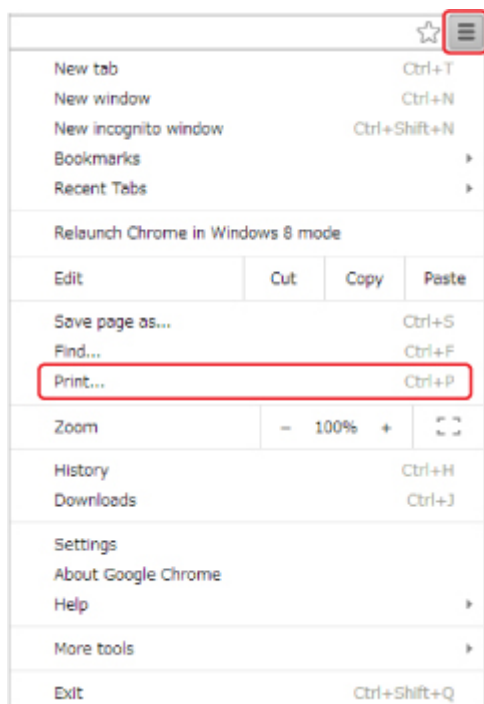 New tab Ctrl+T
New window Ctrl+N
New incognito window Ctrl+Shift+N
Bookmarks
Recent Tabs
Relaunch Chrome in Windows 8 mode
Edit Cut Copy Paste
Save page as... Ctrl+S
Find... Ctrl+F
Print... Ctrl+P
Zoom - 100% +
History Ctrl+H
Downloads Ctrl+J
Settings
About Google Chrome
Help
More tools
Exit Ctrl+Shift+Q